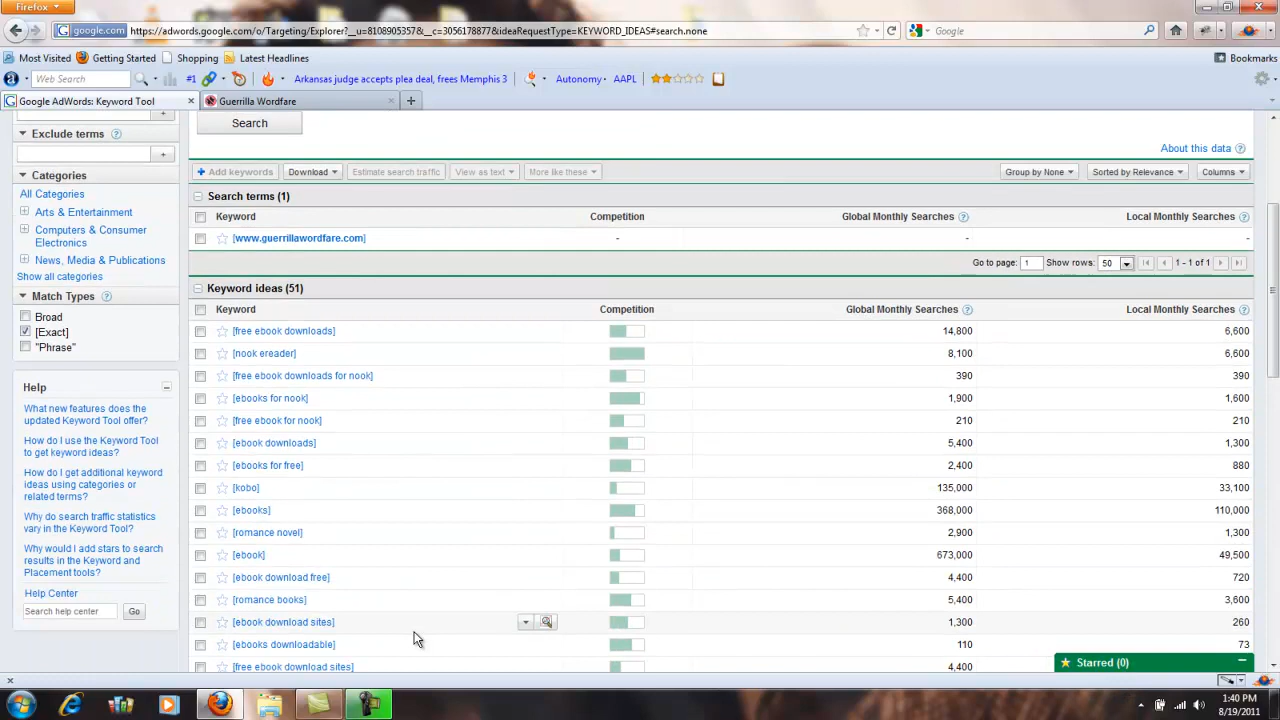 Firefox
google.com https://adwords.google.com/o/Targeting/Explorer?__u=8108905357&__c=3056178877&ideaRequestType=KEYWORD_IDEAS#search.none Google
Most Visited Getting Started Shopping Latest Headlines Bookmarks
Web Search #1 Arkansas judge accepts plea deal, frees Memphis 3 Autonomy AAPL
Google AdWords: Keyword Tool Guerrilla Wordfare
Search
Exclude terms
About this data
Add keywords Download Estimate search traffic View as text More like these Group by None Sorted by Relevance Columns
Categories
All Categories
Arts & Entertainment
Computers & Consumer
Electronics
News, Media & Publications
Show all categories
Match Types
Broad
[Exact]
"Phrase"
Search terms (1)
Keyword Competition Global Monthly Searches Local Monthly Searches
[www.guerrillawordfare.com] - - -
Go to page: 1 Show rows: 50 1 - 1 of 1
Keyword ideas (51)
Keyword Competition Global Monthly Searches Local Monthly Searches
[free ebook downloads] 14,800 6,600
[nook ereader] 8,100 6,600
[free ebook downloads for nook] 390 390
[ebooks for nook] 1,900 1,600
[free ebook for nook] 210 210
[ebook downloads] 5,400 1,300
[ebooks for free] 2,400 880
[kobo] 135,000 33,100
[ebooks] 368,000 110,000
[romance novel] 2,900 1,300
[ebook] 673,000 49,500
[ebook download free] 4,400 720
[romance books] 5,400 3,600
[ebook download sites] 1,300 260
[ebooks downloadable] 110 73
[free ebook download sites] 4,400
Help
What new features does the
updated Keyword Tool offer?
How do I use the Keyword Tool
to get keyword ideas?
How do I get additional keyword
ideas using categories or
related terms?
Why do search traffic statistics
vary in the Keyword Tool?
Why would I add stars to search
results in the Keyword and
Placement tools?
Help Center
Search help center Go
Starred (0)
1:40 PM
8/19/2011